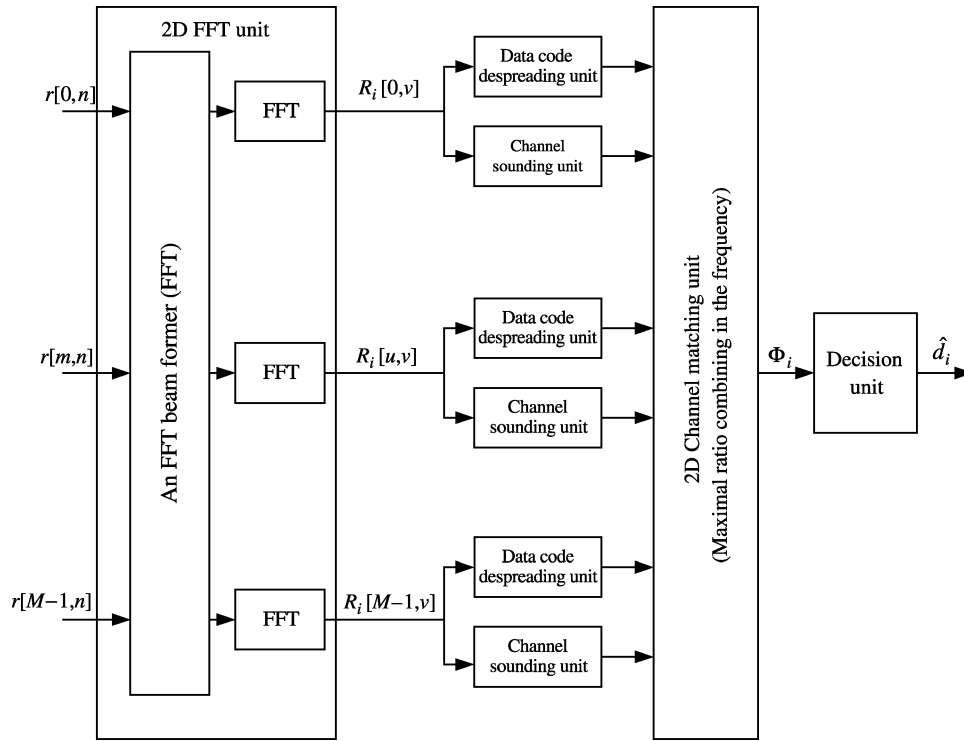 2D FFT unit
r[0,n]
FFT
R_i[0,v]
Data code
despreading unit
Channel
sounding unit
An FFT beam former (FFT)
r[m,n]
FFT
R_i[u,v]
Data code
despreading unit
Channel
sounding unit
2D Channel matching unit
(Maximal ratio combining in the frequency)
Φ_i
Decision
unit
d̂_i
r[M−1,n]
FFT
R_i[M−1,v]
Data code
despreading unit
Channel
sounding unit